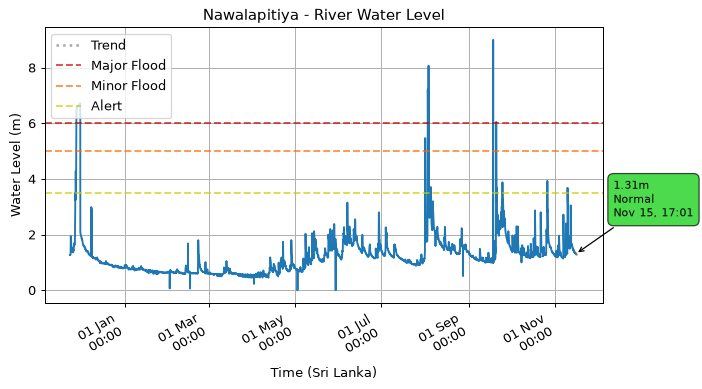 Nawalapitiya - River Water Level
Trend
Major Flood
Minor Flood
Alert
Water Level (m)
8
6
4
2
0
1.31m
Normal
Nov 15, 17:01
01 Jan
00:00
01 Mar
00:00
01 May
00:00
01 Jul
00:00
01 Sep
00:00
01 Nov
00:00
Time (Sri Lanka)